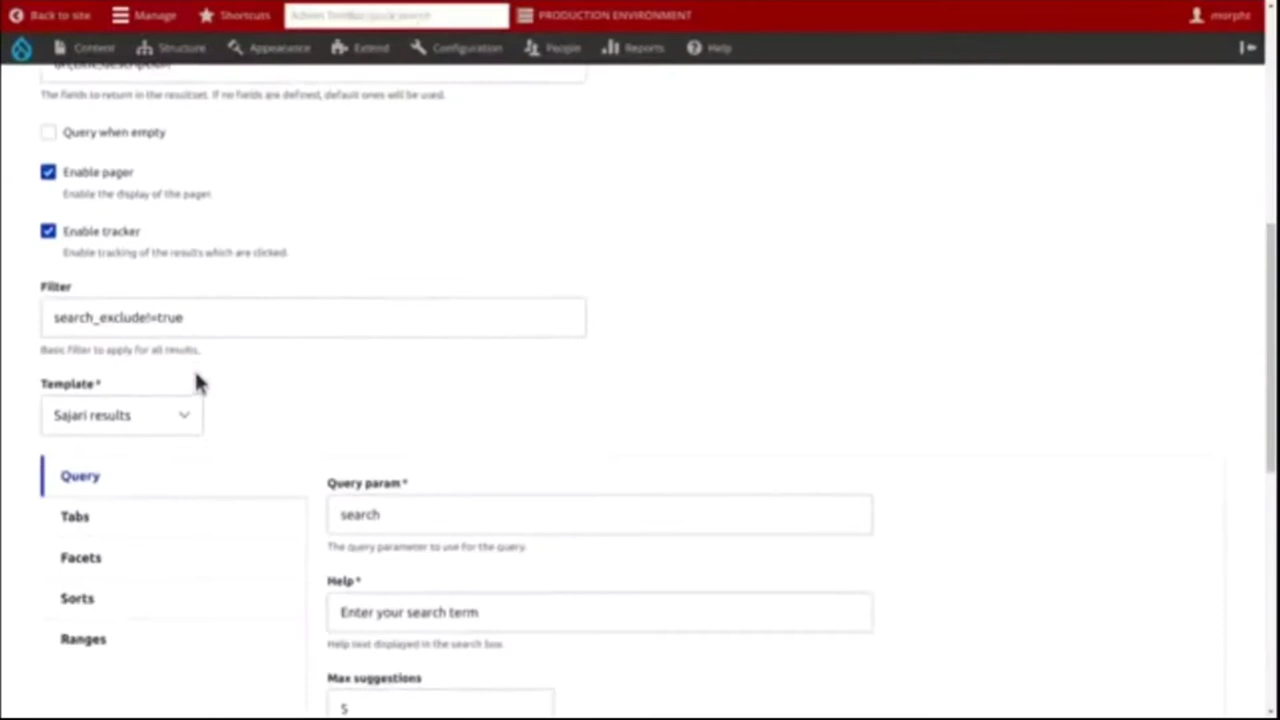 Back to site Manage Shortcuts PRODUCTION ENVIRONMENT morpht
Content Structure Appearance Extend Configuration People Reports Help
The fields to return in the resultset. If no fields are defined, default ones will be used.
Query when empty
Enable pager
Enable the display of the pager.
Enable tracker
Enable tracking of the results which are clicked.
Filter
search_exclude!=true
Basic filter to apply for all results.
Template *
Sajari results
Query
Tabs
Facets
Sorts
Ranges
Query param *
search
The query parameter to use for the query.
Help *
Enter your search term
Help text displayed in the search box
Max suggestions
5